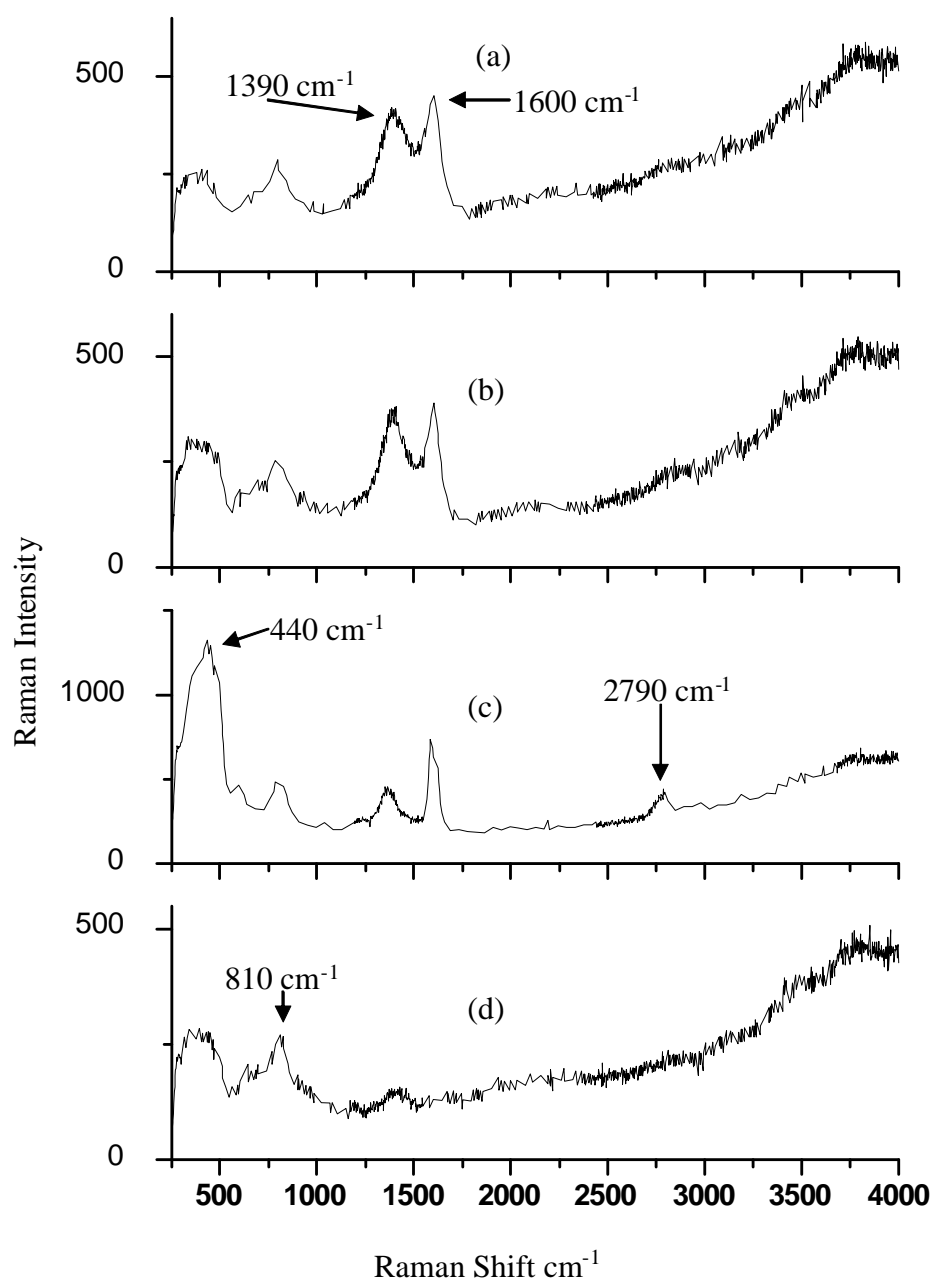 (a)
1390 cm⁻¹
1600 cm⁻¹
500
0
(b)
500
0
440 cm⁻¹
2790 cm⁻¹
1000
(c)
0
500
810 cm⁻¹
(d)
0
500 1000 1500 2000 2500 3000 3500 4000
Raman Intensity
Raman Shift cm⁻¹